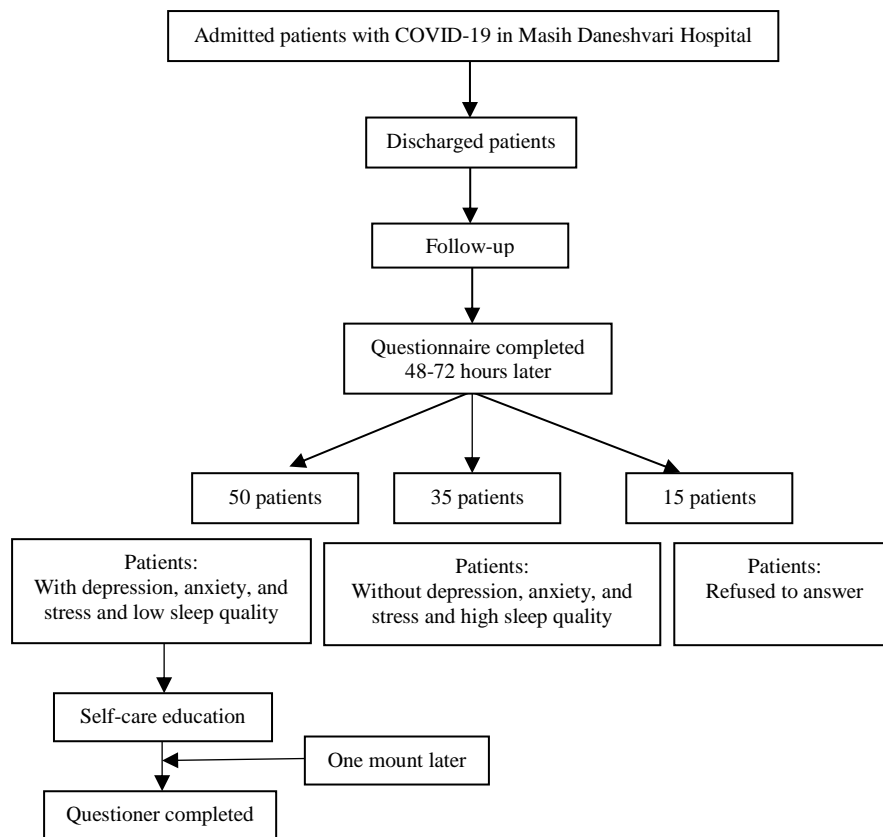 Admitted patients with COVID-19 in Masih Daneshvari Hospital
Discharged patients
Follow-up
Questionnaire completed
48-72 hours later
50 patients
35 patients
15 patients
Patients:
With depression, anxiety, and
stress and low sleep quality
Patients:
Without depression, anxiety, and
stress and high sleep quality
Patients:
Refused to answer
Self-care education
One mount later
Questioner completed